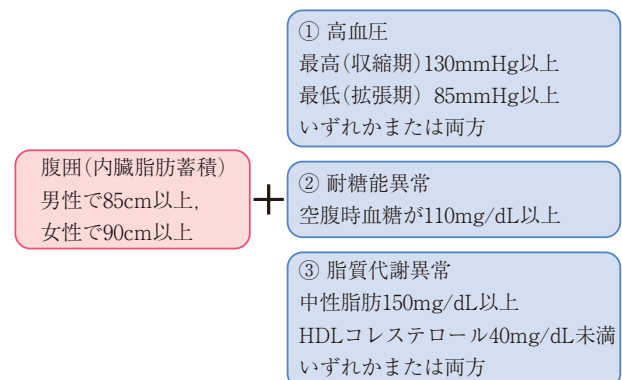 腹囲(内臓脂肪蓄積)
男性で85cm以上,
女性で90cm以上
+
① 高血圧
最高(収縮期)130mmHg以上
最低(拡張期) 85mmHg以上
いずれかまたは両方
② 耐糖能異常
空腹時血糖が110mg/dL以上
③ 脂質代謝異常
中性脂肪150mg/dL以上
HDLコレステロール40mg/dL未満
いずれかまたは両方